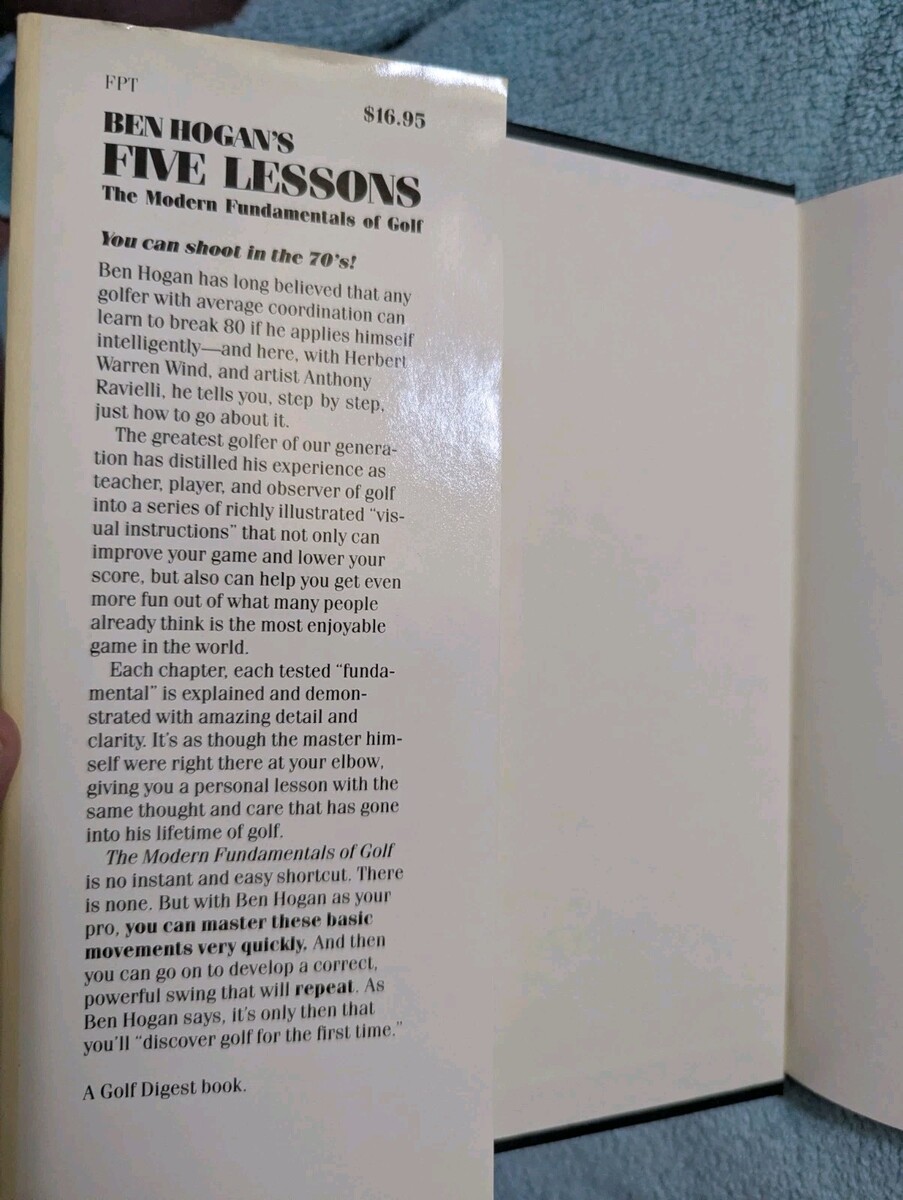 FPT
$16.95
BEN HOGAN'S
FIVE LESSONS
The Modern Fundamentals of Golf
You can shoot in the 70's!
Ben Hogan has long believed that any
golfer with average coordination can
learn to break 80 if he applies himself
intelligently—and here, with Herbert
Warren Wind, and artist Anthony
Ravielli, he tells you, step by step,
just how to go about it.
The greatest golfer of our genera-
tion has distilled his experience as
teacher, player, and observer of golf
into a series of richly illustrated “vis-
ual instructions” that not only can
improve your game and lower your
score, but also can help you get even
more fun out of what many people
already think is the most enjoyable
game in the world.
Each chapter, each tested “funda-
mental” is explained and demon-
strated with amazing detail and
clarity. It's as though the master him-
self were right there at your elbow,
giving you a personal lesson with the
same thought and care that has gone
into his lifetime of golf.
The Modern Fundamentals of Golf
is no instant and easy shortcut. There
is none. But with Ben Hogan as your
pro, you can master these basic
movements very quickly. And then
you can go on to develop a correct,
powerful swing that will repeat. As
Ben Hogan says, it's only then that
you'll “discover golf for the first time.”
A Golf Digest book.